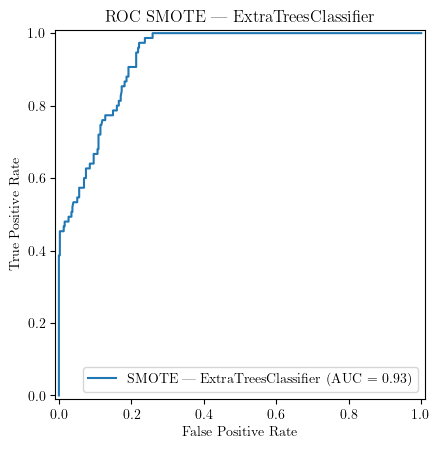 ROC SMOTE — ExtraTreesClassifier
1.0
0.8
0.6
0.4
0.2
0.0
True Positive Rate
SMOTE — ExtraTreesClassifier (AUC = 0.93)
0.0 0.2 0.4 0.6 0.8 1.0
False Positive Rate